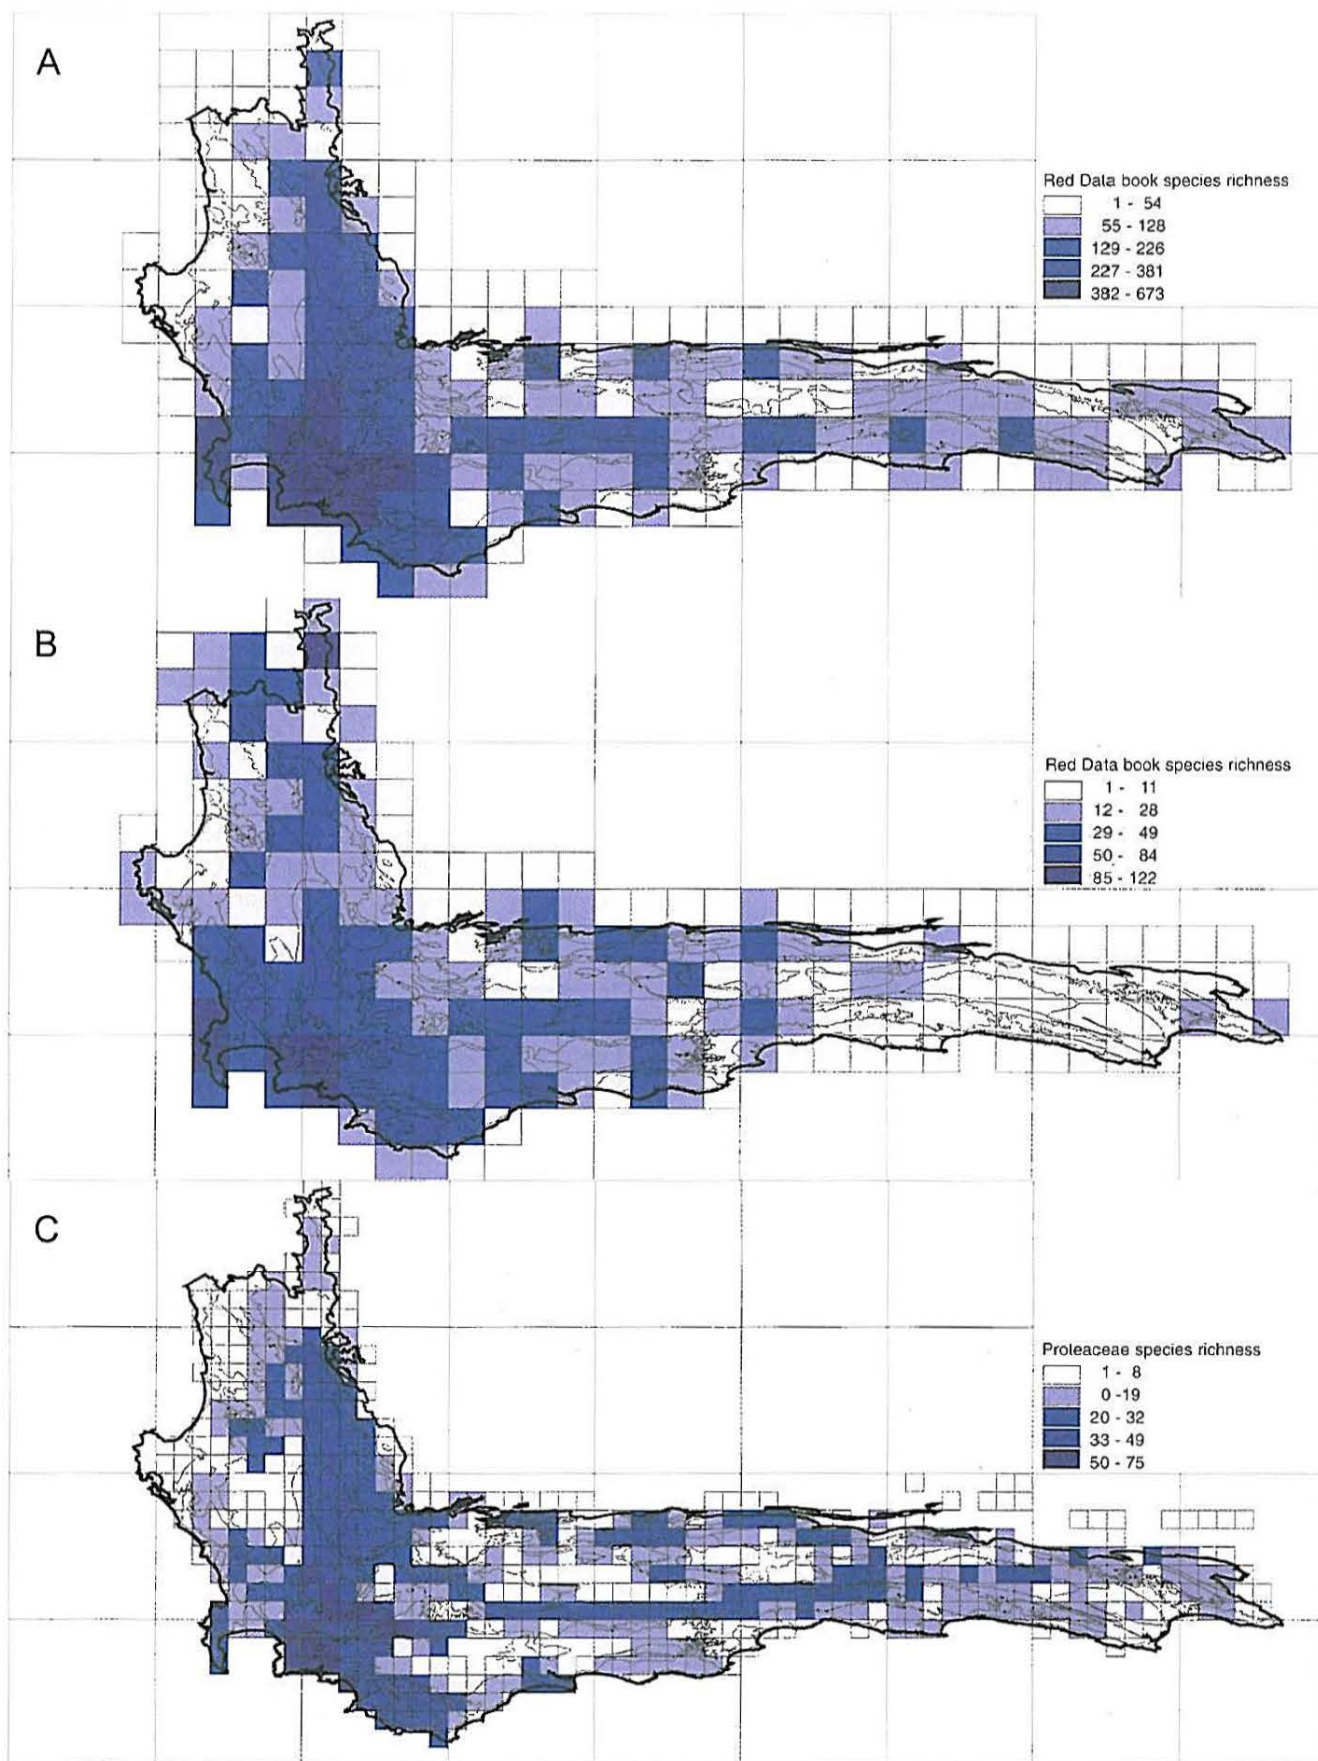 A
Red Data book species richness
1 - 54
55 - 128
129 - 226
227 - 381
382 - 673
B
Red Data book species richness
1 - 11
12 - 28
29 - 49
50 - 84
85 - 122
C
Proleaceae species richness
1 - 8
0 -19
20 - 32
33 - 49
50 - 75